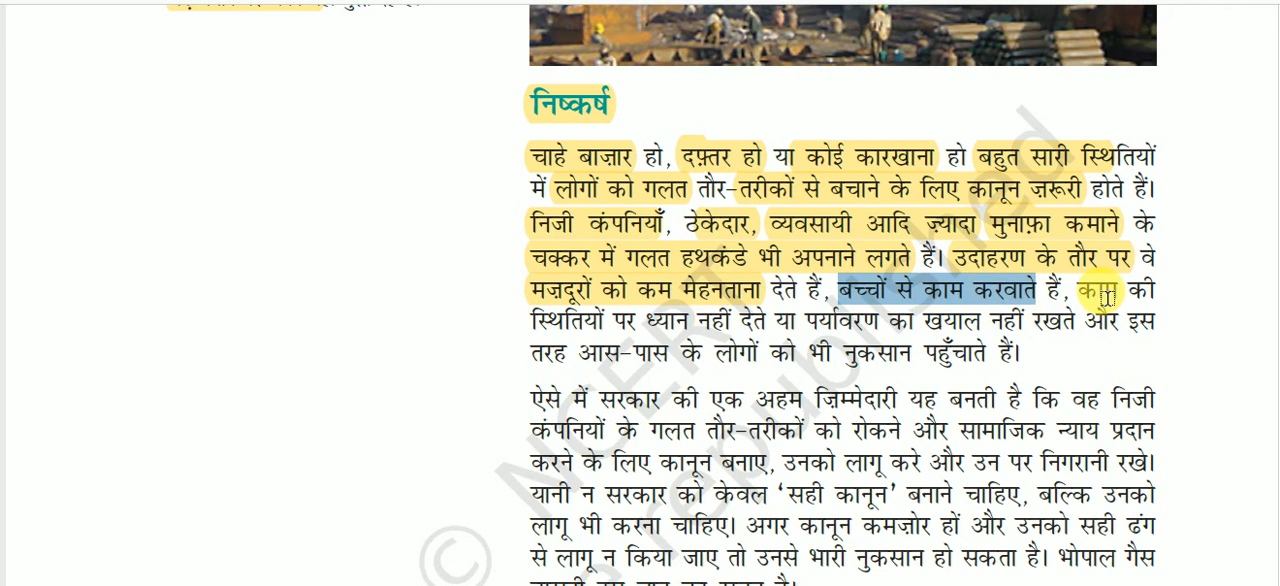 निष्कर्ष
चाहे बाज़ार हो, दफ़्तर हो या कोई कारखाना हो बहुत सारी स्थितियों
में लोगों को गलत तौर-तरीकों से बचाने के लिए कानून ज़रूरी होते हैं।
निजी कंपनियाँ, ठेकेदार, व्यवसायी आदि ज़्यादा मुनाफ़ा कमाने के
चक्कर में गलत हथकंडे भी अपनाने लगते हैं। उदाहरण के तौर पर वे
मज़दूरों को कम मेहनताना देते हैं, बच्चों से काम करवाते हैं, काम की
स्थितियों पर ध्यान नहीं देते या पर्यावरण का खयाल नहीं रखते और इस
तरह आस-पास के लोगों को भी नुकसान पहुँचाते हैं।
ऐसे में सरकार की एक अहम ज़िम्मेदारी यह बनती है कि वह निजी
कंपनियों के गलत तौर-तरीकों को रोकने और सामाजिक न्याय प्रदान
करने के लिए कानून बनाए, उनको लागू करे और उन पर निगरानी रखे।
यानी न सरकार को केवल ‘सही कानून’ बनाने चाहिए, बल्कि उनको
लागू भी करना चाहिए। अगर कानून कमज़ोर हों और उनको सही ढंग
से लागू न किया जाए तो उनसे भारी नुकसान हो सकता है। भोपाल गैस
© NCERT
republished